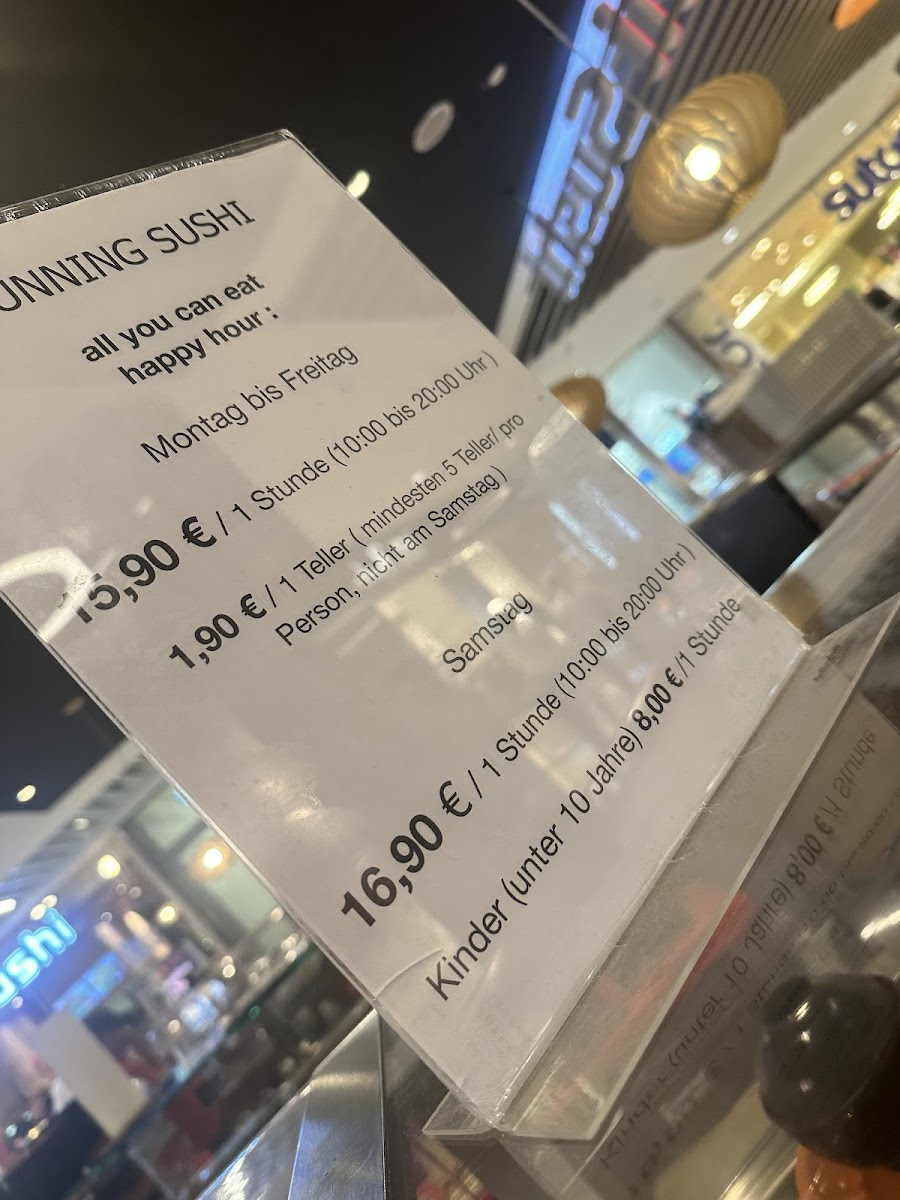 UNNING SUSHI
all you can eat
happy hour :
Montag bis Freitag
15,90 € / 1 Stunde (10:00 bis 20:00 Uhr )
1,90 € / 1 Teller ( mindesten 5 Teller/ pro
Person, nicht am Samstag )
Samstag
16,90 € / 1 Stunde (10:00 bis 20:00 Uhr )
Kinder (unter 10 Jahre) 8,00 € /1 Stunde